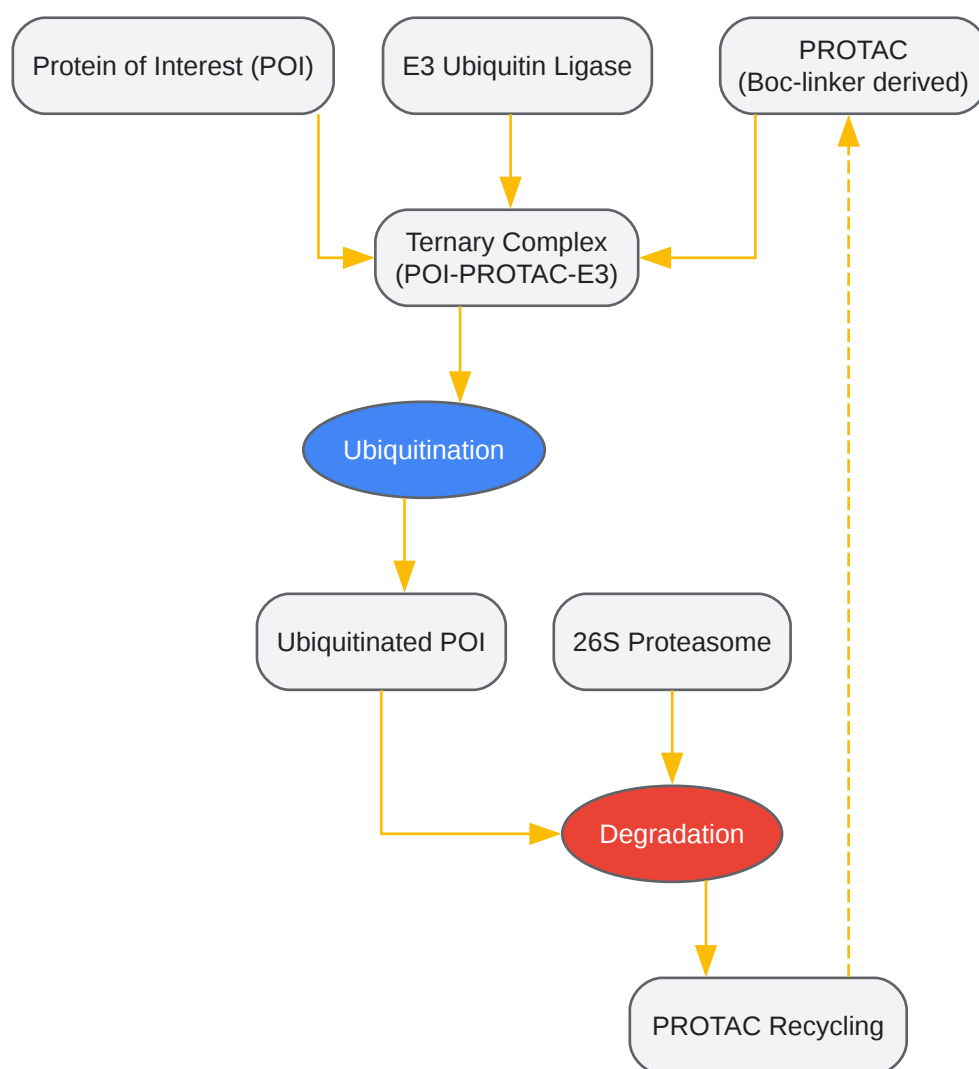 Protein of Interest (POI)
E3 Ubiquitin Ligase
PROTAC
(Boc-linker derived)
Ternary Complex
(POI-PROTAC-E3)
Ubiquitination
Ubiquitinated POI
26S Proteasome
Degradation
PROTAC Recycling